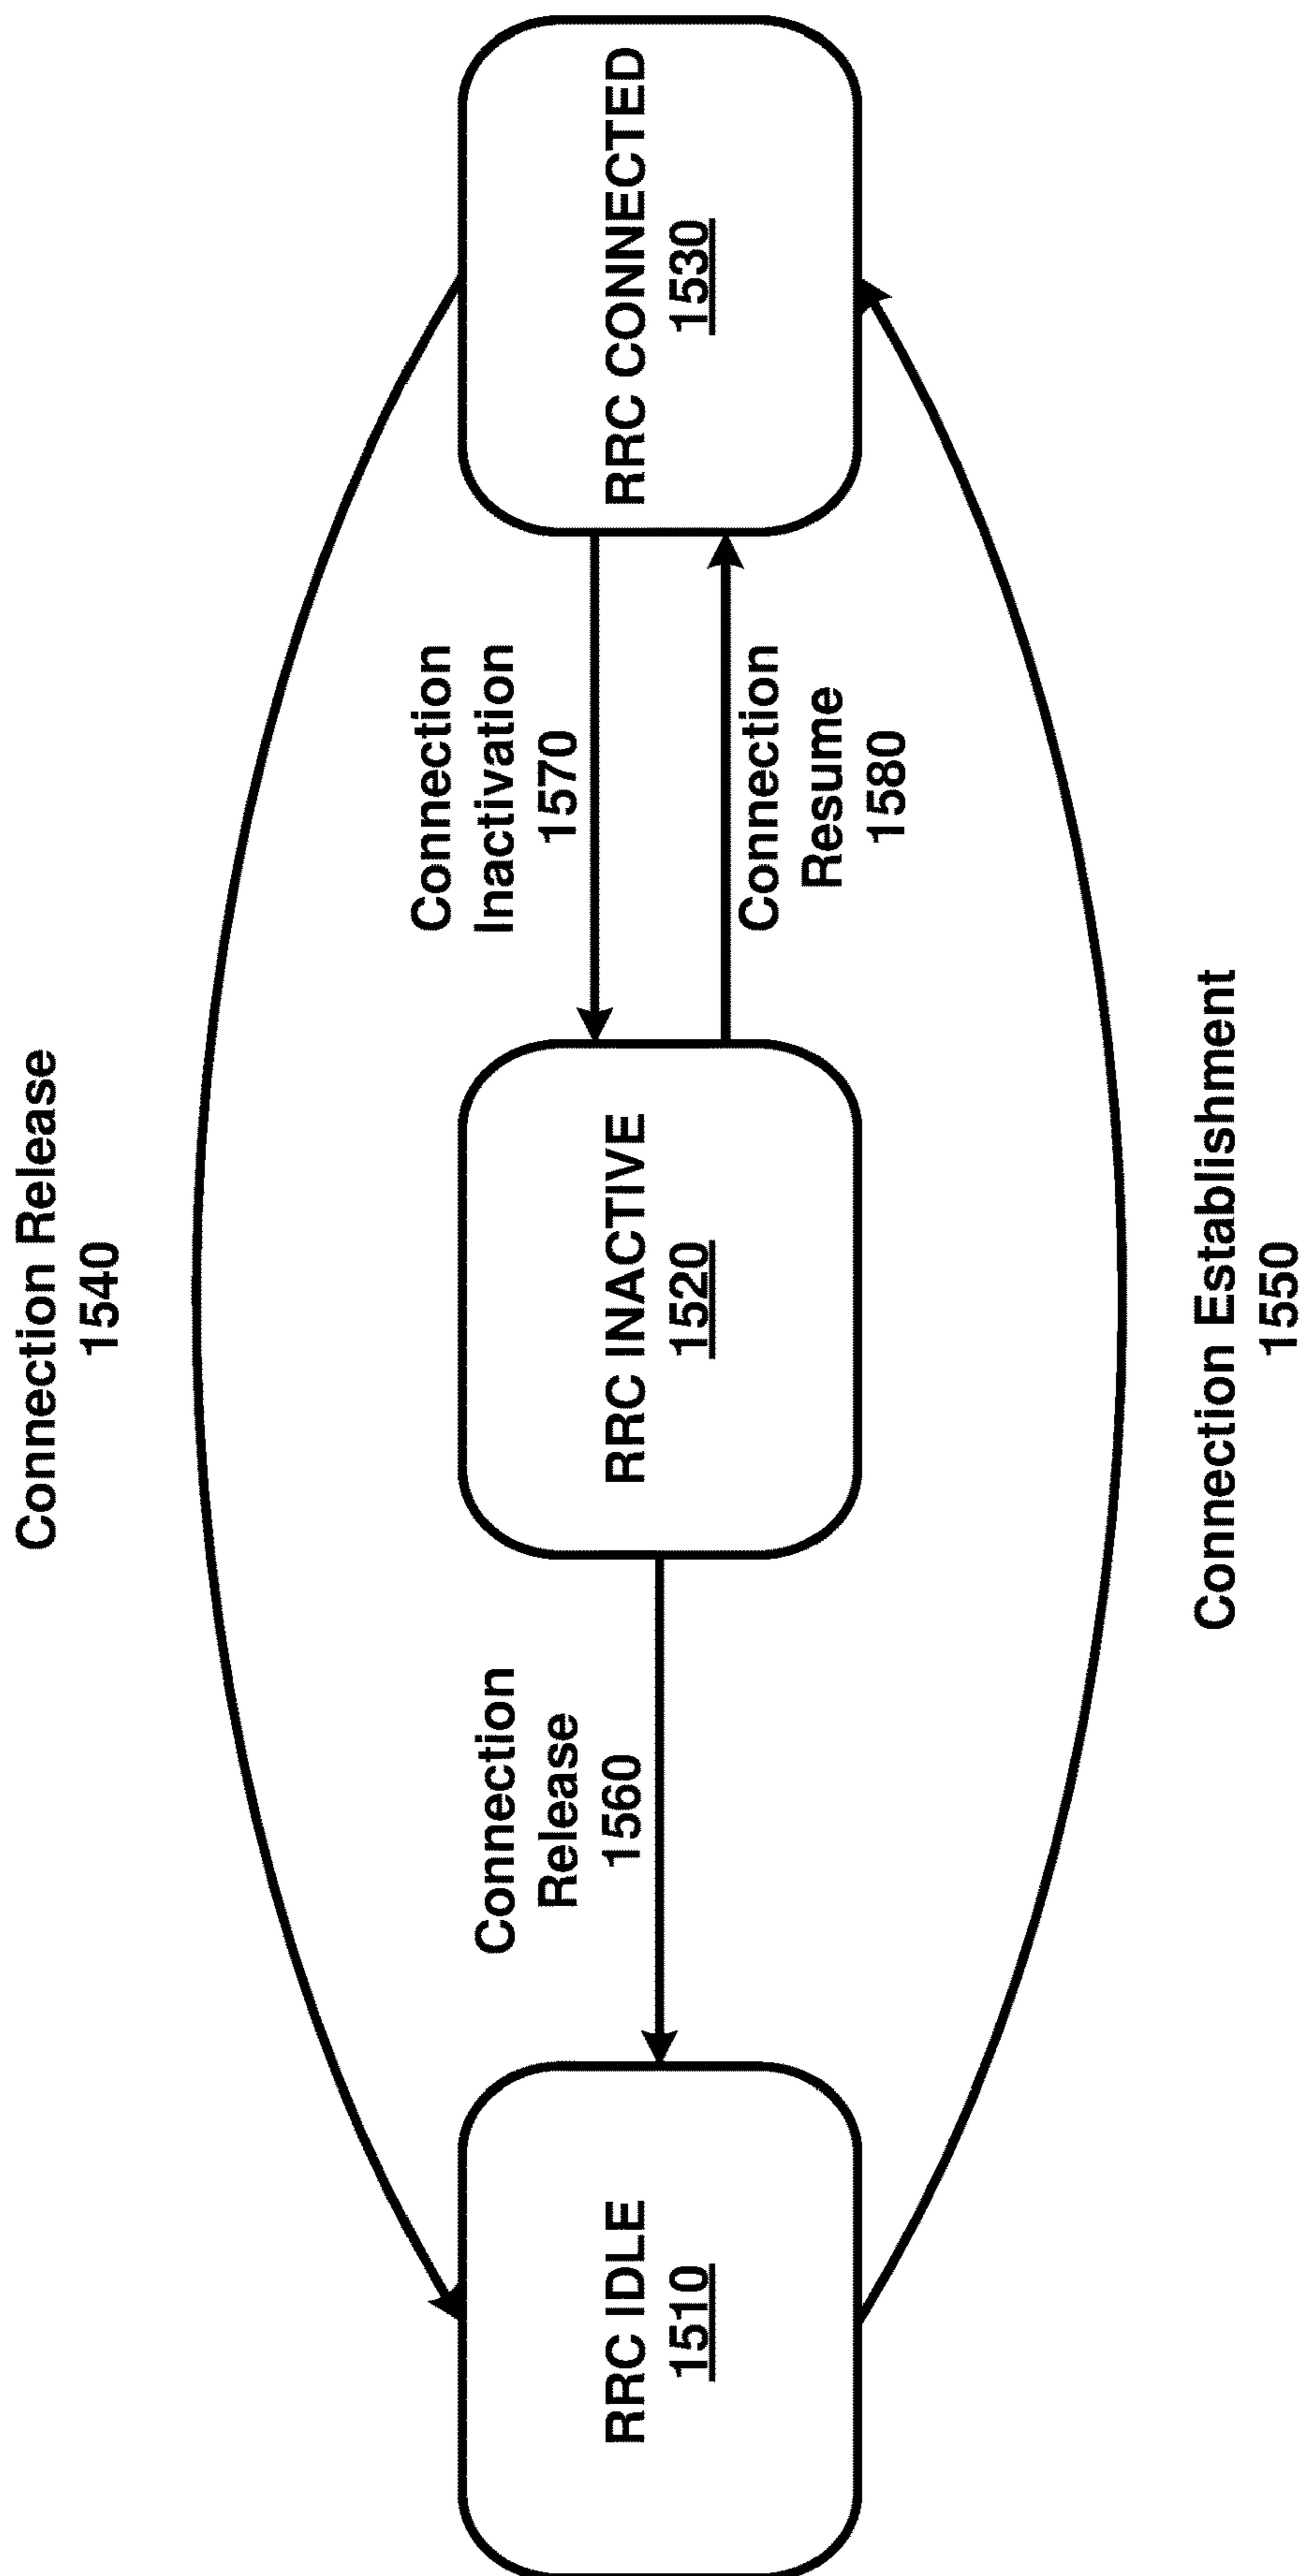 Connection Release
1540
RRC IDLE
1510
Connection
Release
1560
RRC INACTIVE
1520
Connection
Inactivation
1570
Connection
Resume
1580
RRC CONNECTED
1530
Connection Establishment
1550